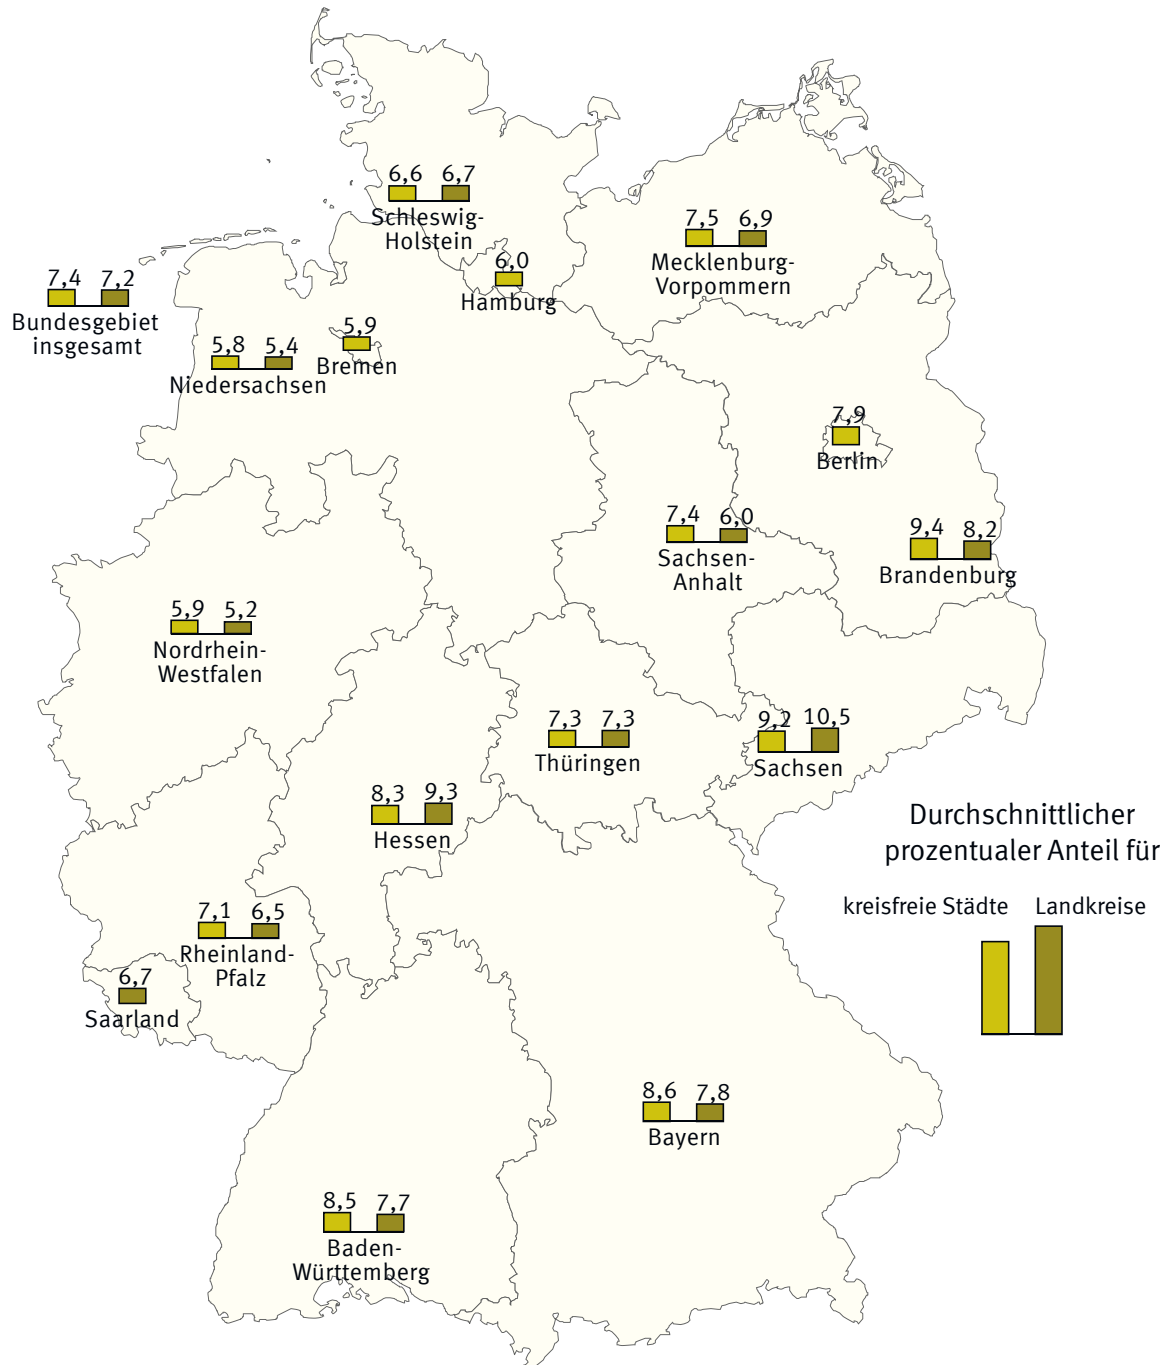 6,6 6,7
Schleswig-
Holstein
7,5 6,9
Mecklenburg-
Vorpommern
6,0
Hamburg
7,4 7,2
Bundesgebiet
insgesamt
5,9
Bremen
5,8 5,4
Niedersachsen
7,9
Berlin
7,4 6,0
Sachsen-
Anhalt
9,4 8,2
Brandenburg
5,9 5,2
Nordrhein-
Westfalen
7,3 7,3
Thüringen
9,2 10,5
Sachsen
8,3 9,3
Hessen
Durchschnittlicher
prozentualer Anteil für
kreisfreie Städte Landkreise
7,1 6,5
Rheinland-
Pfalz
6,7
Saarland
8,6 7,8
Bayern
8,5 7,7
Baden-
Württemberg